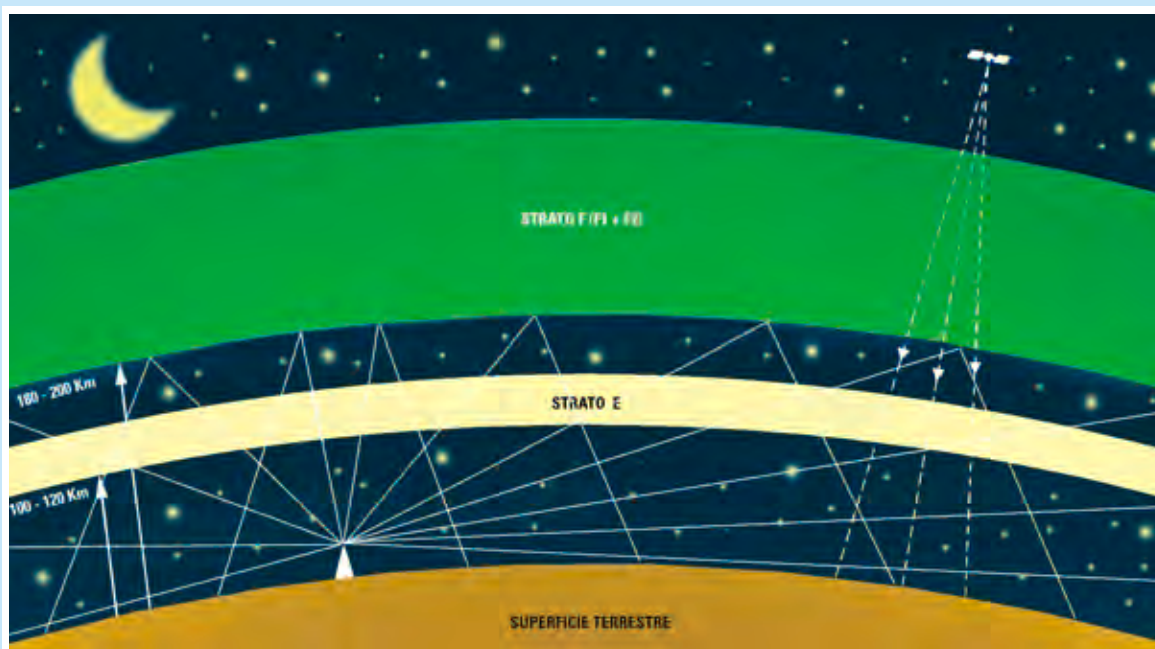 STRATO F (F1 + F2)
180 - 200 Km
STRATO E
100 - 120 Km
SUPERFICIE TERRESTRE